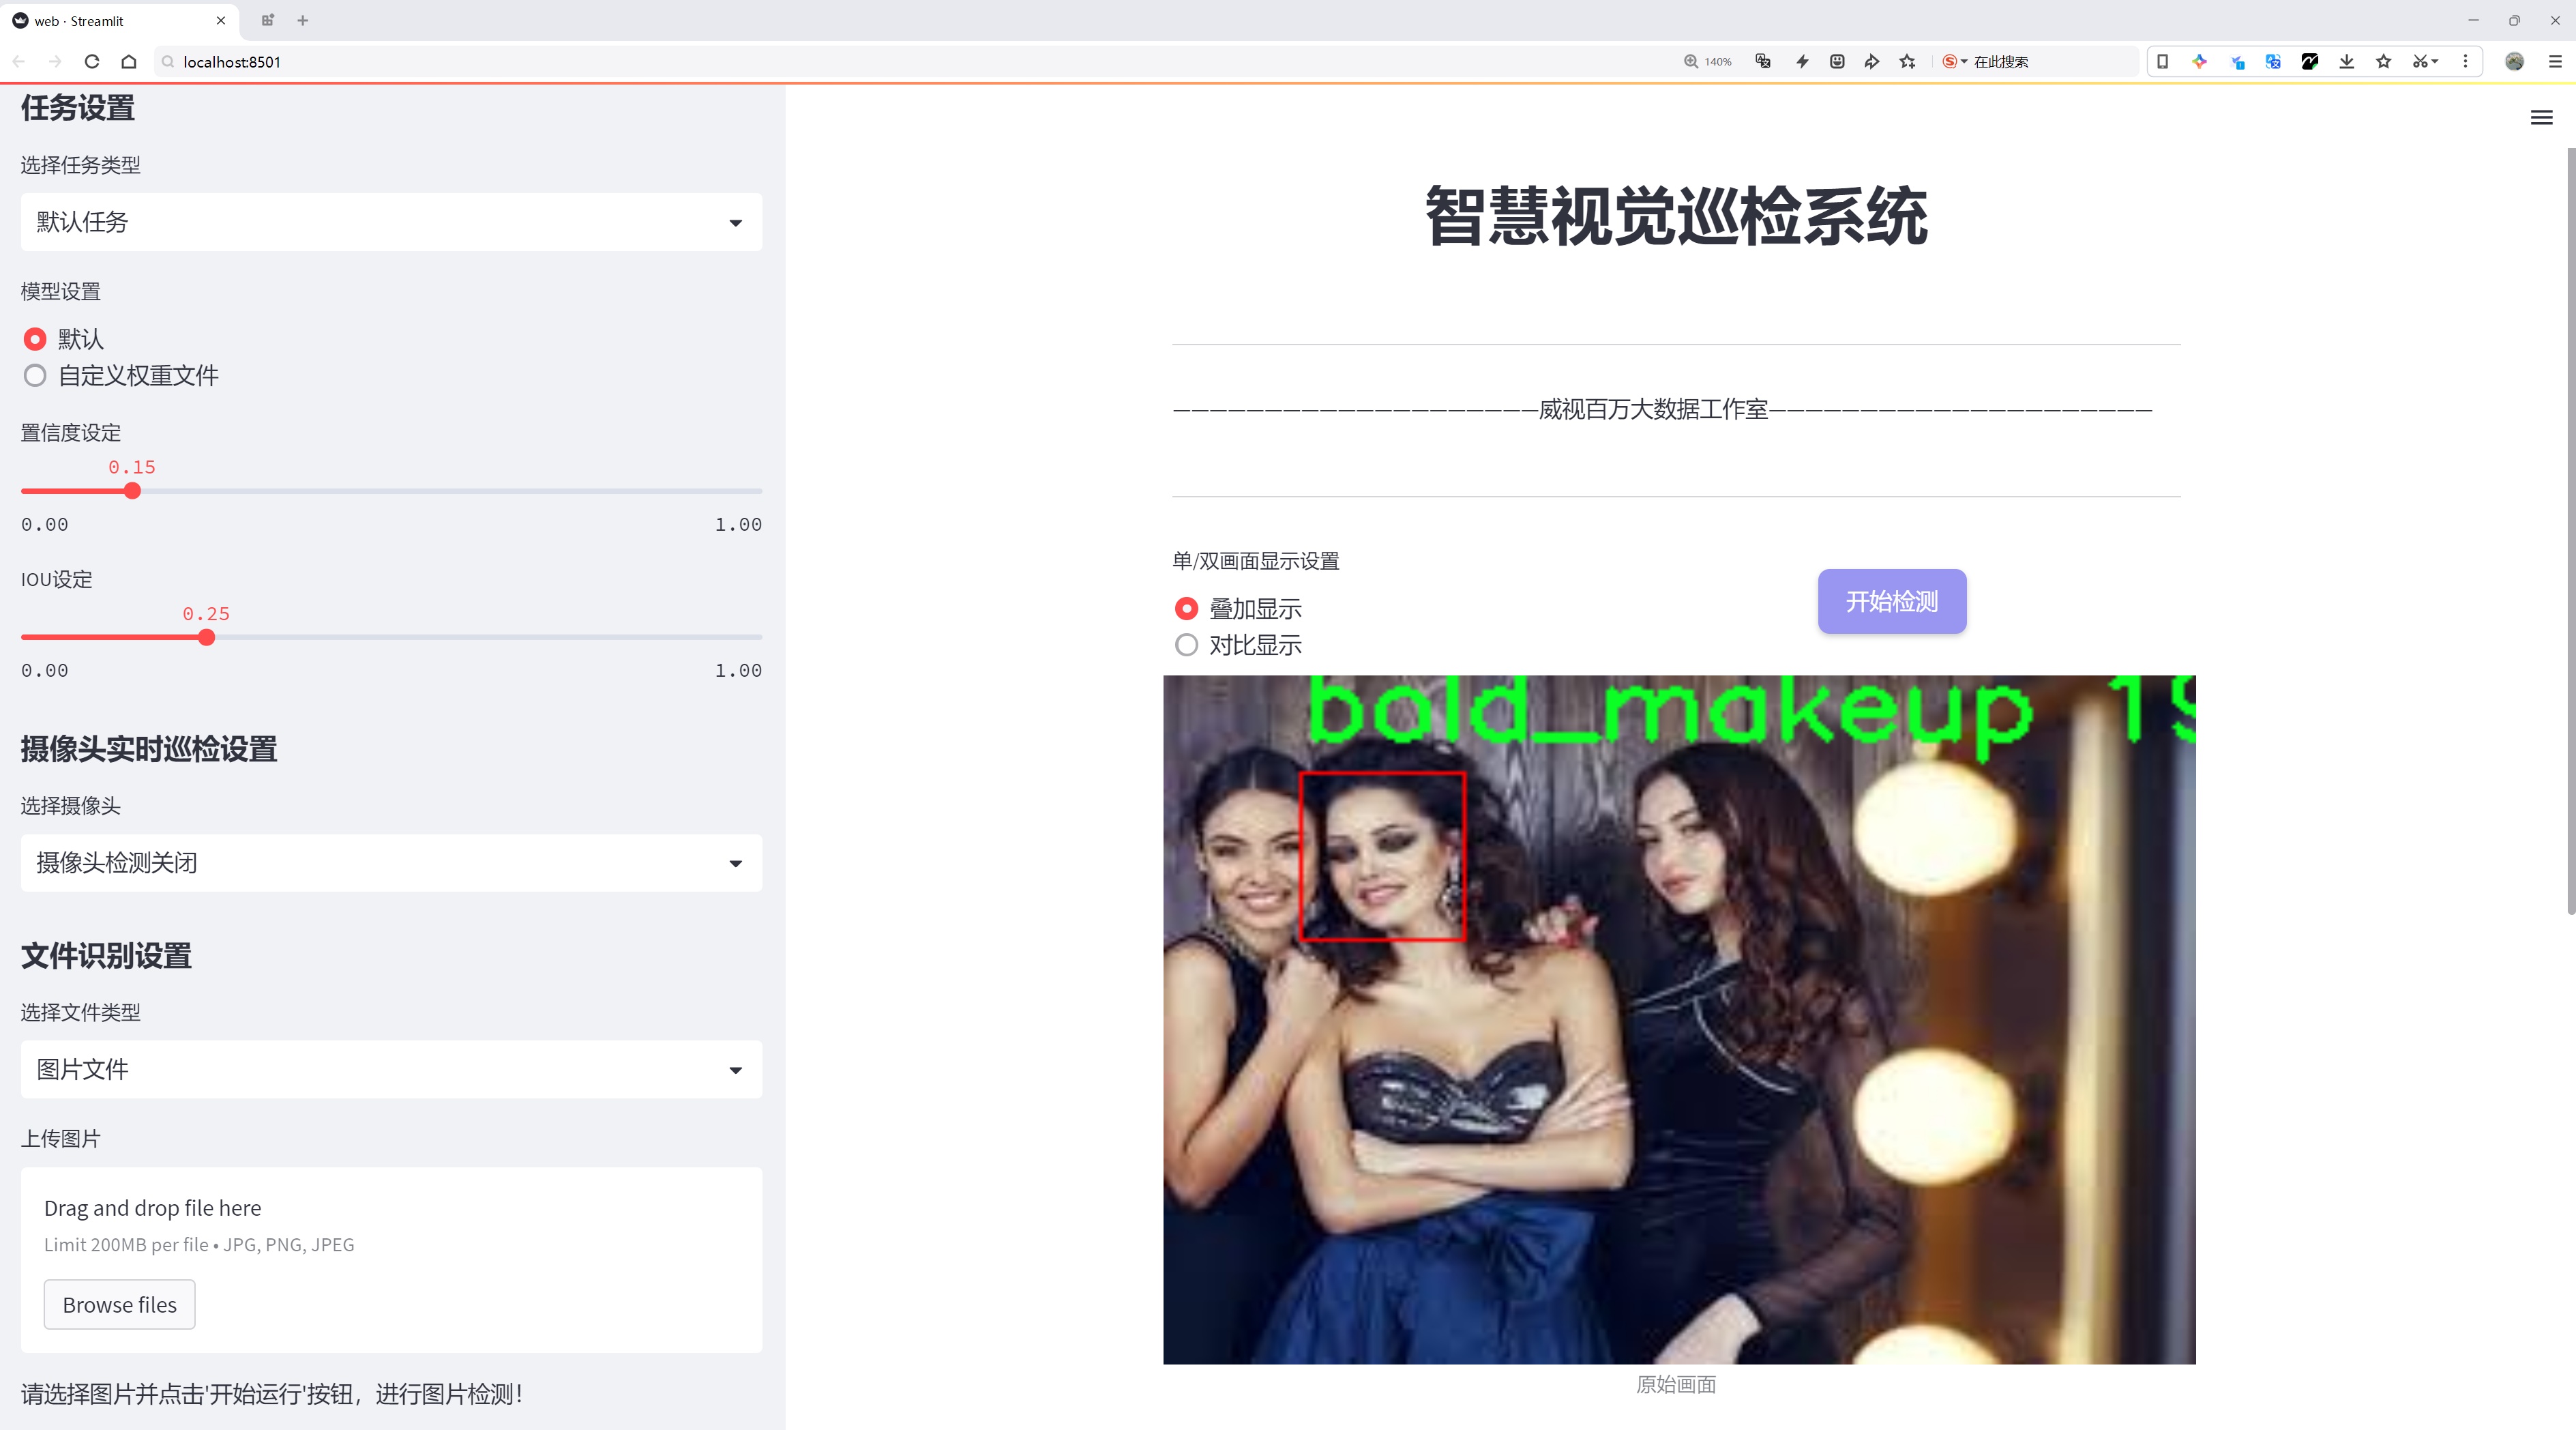 web · Streamlit
localhost:8501
140%
在此搜索
任务设置
选择任务类型
默认任务
模型设置
默认
自定义权重文件
置信度设定
0.15
0.00
1.00
IOU设定
0.25
0.00
1.00
摄像头实时巡检设置
选择摄像头
摄像头检测关闭
文件识别设置
选择文件类型
图片文件
上传图片
Drag and drop file here
Limit 200MB per file • JPG, PNG, JPEG
Browse files
请选择图片并点击'开始运行'按钮，进行图片检测！
智慧视觉巡检系统
————————————————————威视百万大数据工作室—————————————————————
单/双画面显示设置
叠加显示
对比显示
开始检测
bold_makeup
原始画面